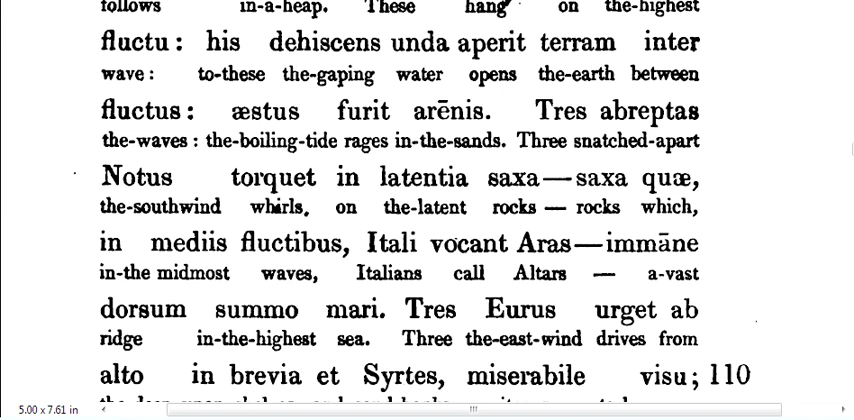 follows in-a-heap. These hang on the-highest
fluctu: his dehiscens unda aperit terram inter
wave: to-these the-gaping water opens the-earth between
fluctus: æstus furit arēnis. Tres abreptas
the-waves: the-boiling-tide rages in-the-sands. Three snatched-apart
Notus torquet in latentia saxa—saxa quæ,
the-southwind whirls, on the-latent rocks — rocks which,
in mediis fluctibus, Itali vocant Aras—immāne
in-the midmost waves, Italians call Altars — a-vast
dorsum summo mari. Tres Eurus urget ab
ridge in-the-highest sea. Three the-east-wind drives from
alto in brevia et Syrtes, miserabile visu; 110
5.00 x 7.61 in